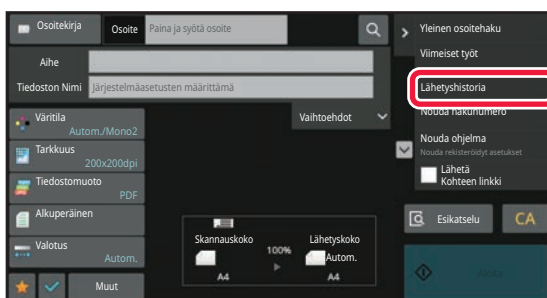 Osoitekirja
Osoite
Paina ja syötä osoite
Aihe
Tiedoston Nimi
Järjestelmäasetusten määrittämä
Väritila
Autom./Mono2
Tarkkuus
200x200dpi
Tiedostomuoto
PDF
Alkuperäinen
Valotus
Autom.
Muut
Vaihtoehdot
Skannauskoko
A4
100%
Lähetyskoko
Autom.
A4
Yleinen osoitehaku
Viimeiset työt
Lähetyshistoria
Nouda hakunumero
Nouda ohjelma
Nouda rekisteröidyt asetukset
Lähetä
Kohteen linkki
Esikatselu
CA